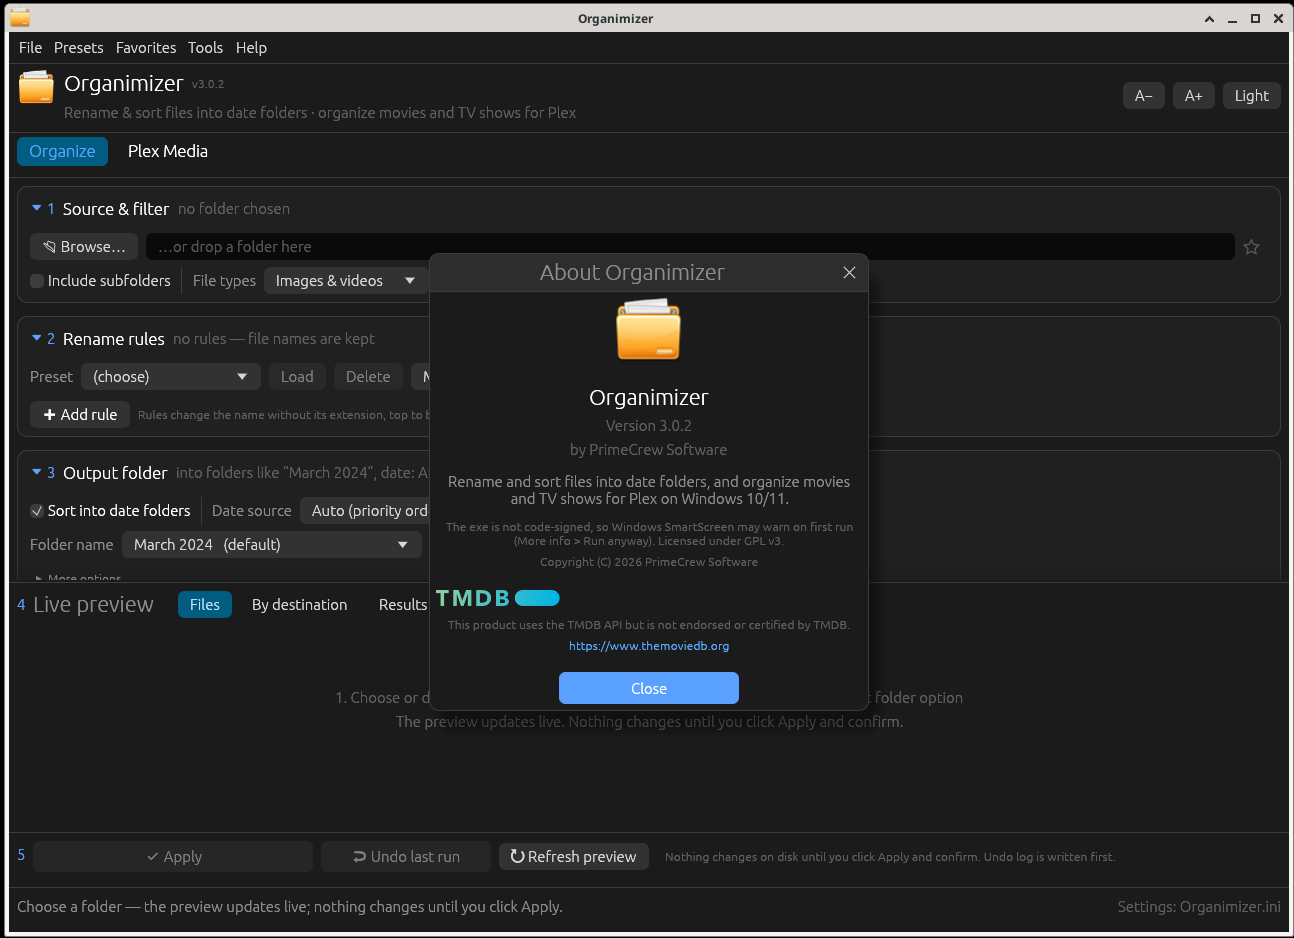 Organimizer
File Presets Favorites Tools Help
Organimizer v3.0.2
Rename & sort files into date folders · organize movies and TV shows for Plex
A− A+ Light
Organize Plex Media
1 Source & filter no folder chosen
Browse… …or drop a folder here
Include subfolders File types Images & videos
2 Rename rules no rules — file names are kept
Preset (choose) Load Delete
+ Add rule Rules change the name without its extension, top to
3 Output folder into folders like “March 2024”, date:
Sort into date folders Date source Auto (priority
Folder name March 2024 (default)
More options
About Organimizer
Organimizer
Version 3.0.2
by PrimeCrew Software
Rename and sort files into date folders, and organize movies
and TV shows for Plex on Windows 10/11.
The exe is not code-signed, so Windows SmartScreen may warn on first run
(More info > Run anyway). Licensed under GPL v3.
Copyright (C) 2026 PrimeCrew Software
TMDB
This product uses the TMDB API but is not endorsed or certified by TMDB.
https://www.themoviedb.org
Close
4 Live preview Files By destination Results
1. Choose or folder option
The preview updates live. Nothing changes until you click Apply and confirm.
5 Apply Undo last run Refresh preview Nothing changes on disk until you click Apply and confirm. Undo log is written first.
Choose a folder — the preview updates live; nothing changes until you click Apply. Settings: Organimizer.ini